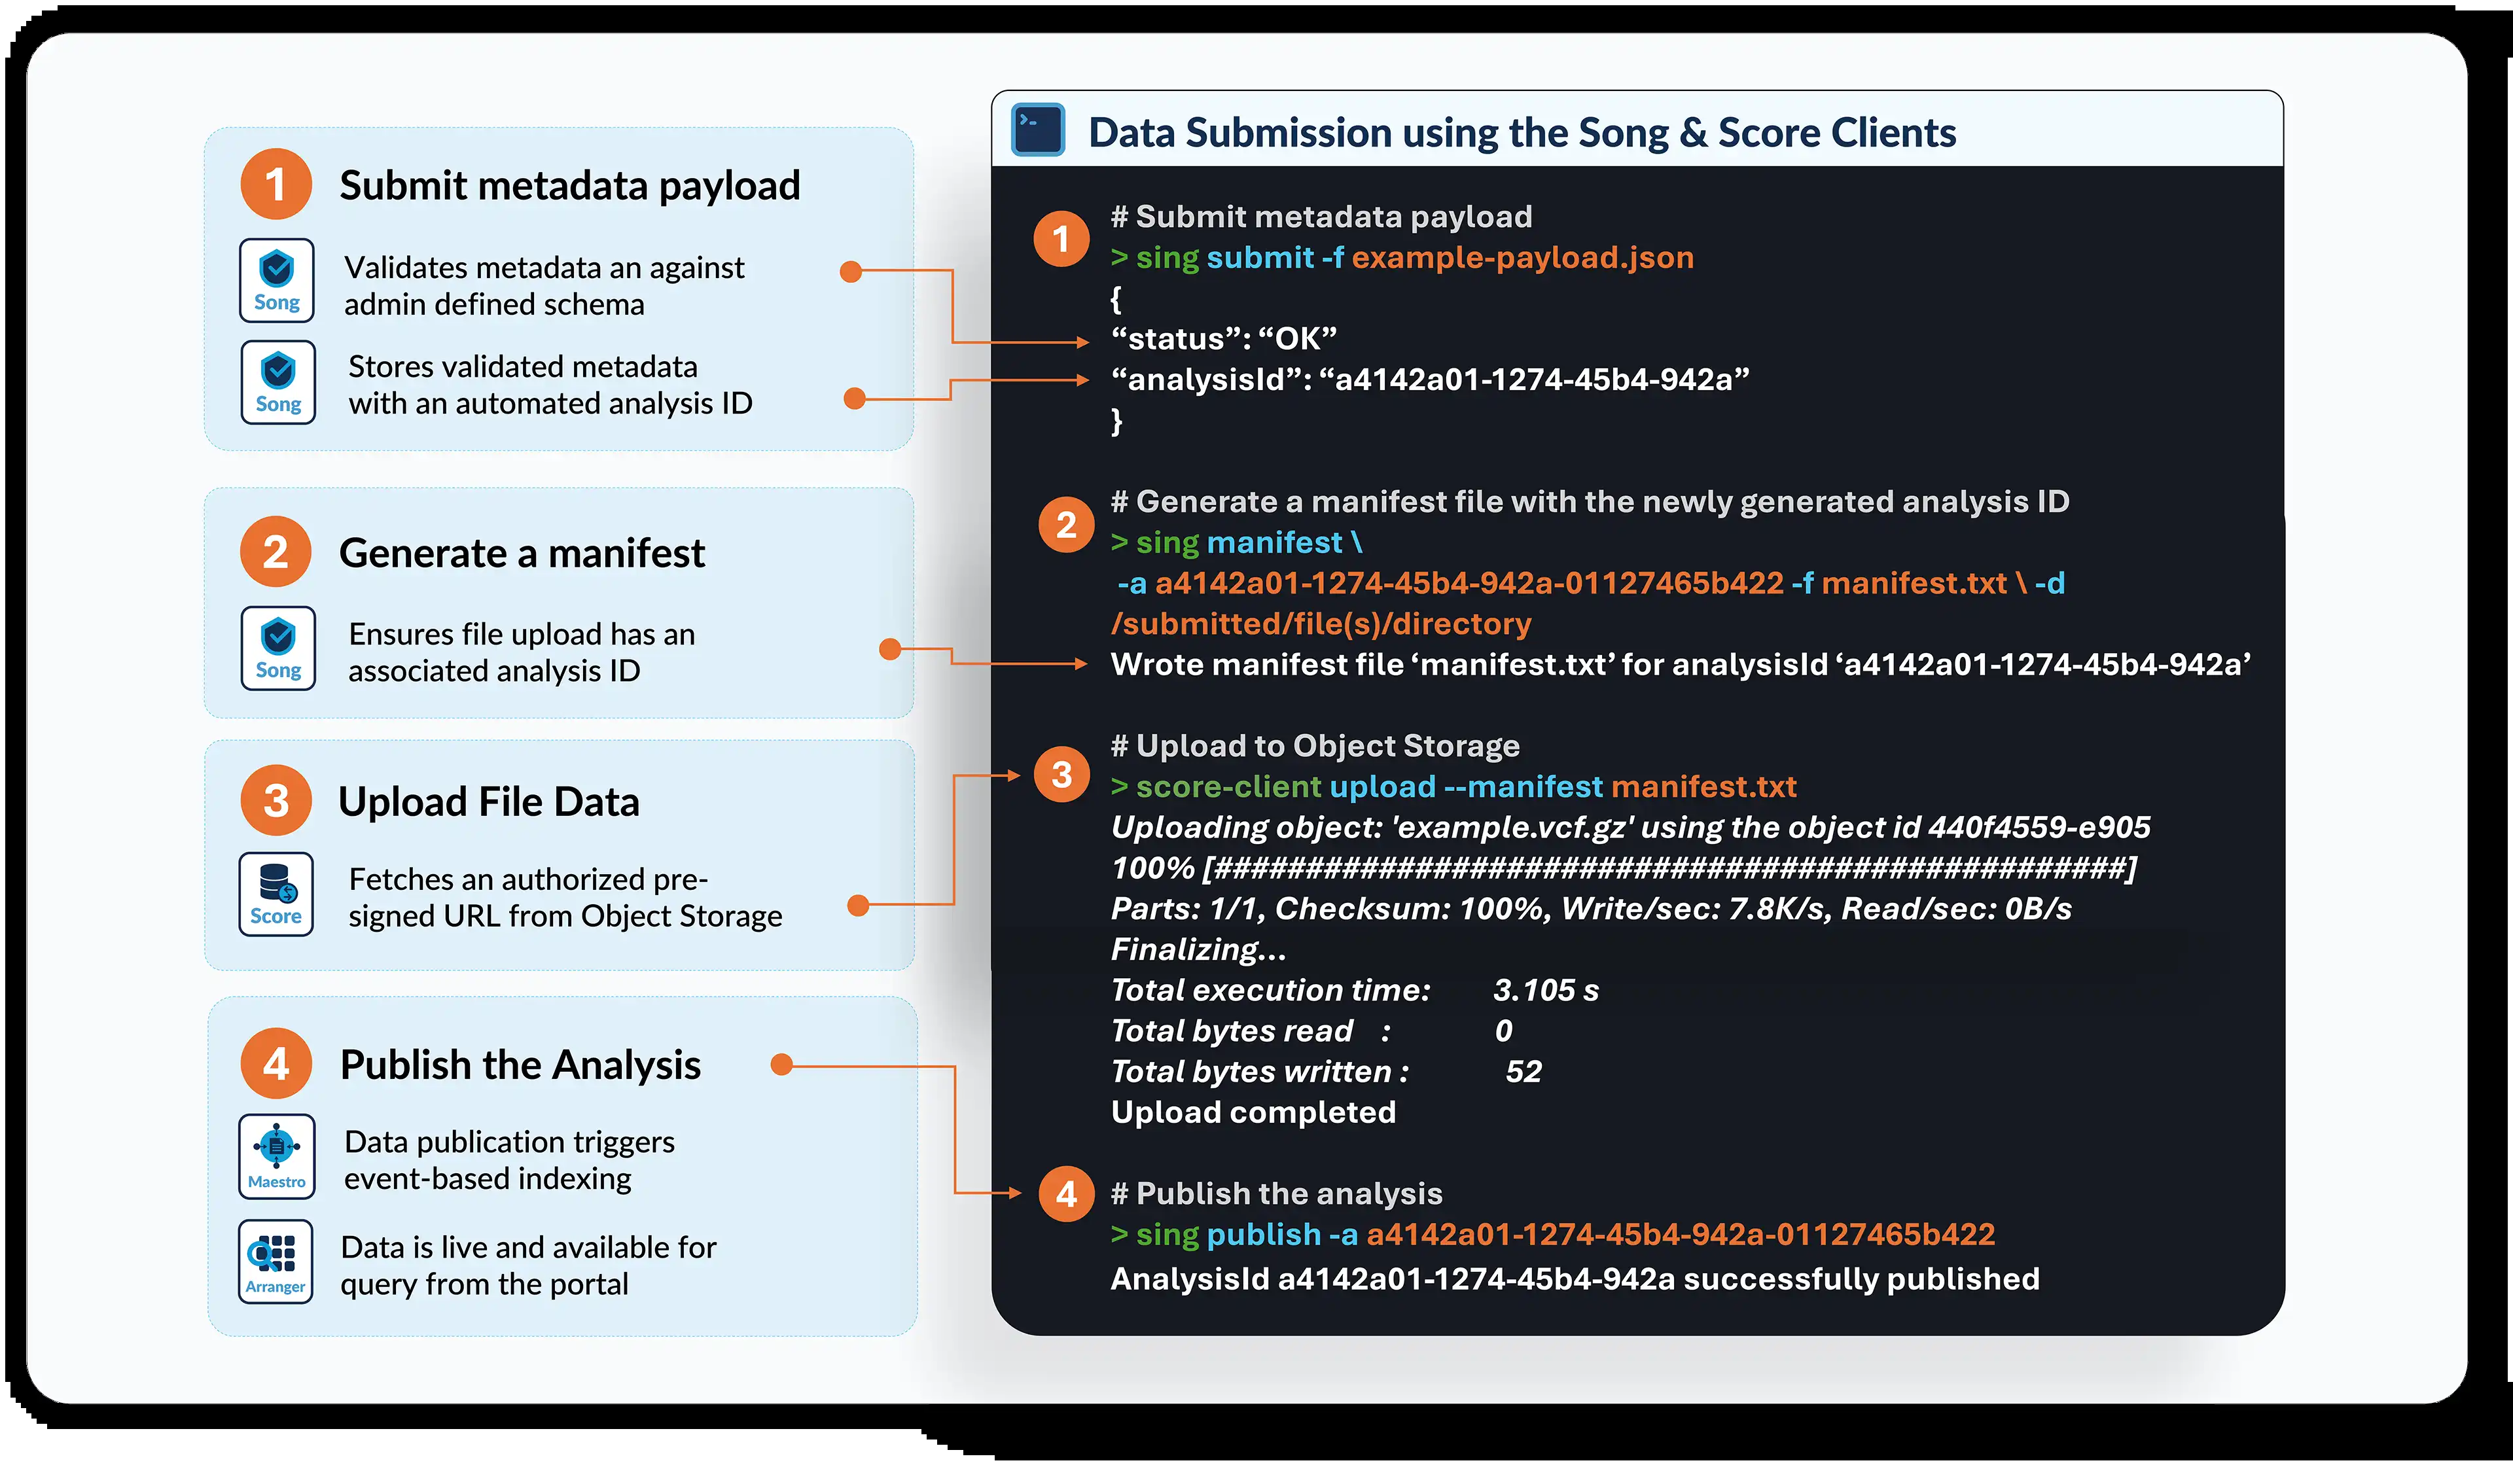 1 Submit metadata payload
Song
Validates metadata an against
admin defined schema
Song
Stores validated metadata
with an automated analysis ID
2 Generate a manifest
Song
Ensures file upload has an
associated analysis ID
3 Upload File Data
Score
Fetches an authorized pre-
signed URL from Object Storage
4 Publish the Analysis
Maestro
Data publication triggers
event-based indexing
Arranger
Data is live and available for
query from the portal
>- Data Submission using the Song & Score Clients
1
# Submit metadata payload
> sing submit -f example-payload.json
{
“status”: “OK”
“analysisId”: “a4142a01-1274-45b4-942a”
}
2
# Generate a manifest file with the newly generated analysis ID
> sing manifest \
-a a4142a01-1274-45b4-942a-01127465b422 -f manifest.txt \ -d
/submitted/file(s)/directory
Wrote manifest file ‘manifest.txt’ for analysisId ‘a4142a01-1274-45b4-942a’
3
# Upload to Object Storage
> score-client upload --manifest manifest.txt
Uploading object: 'example.vcf.gz' using the object id 440f4559-e905
100% [##################################################]
Parts: 1/1, Checksum: 100%, Write/sec: 7.8K/s, Read/sec: 0B/s
Finalizing...
Total execution time: 3.105 s
Total bytes read : 0
Total bytes written : 52
Upload completed
4
# Publish the analysis
> sing publish -a a4142a01-1274-45b4-942a-01127465b422
AnalysisId a4142a01-1274-45b4-942a successfully published